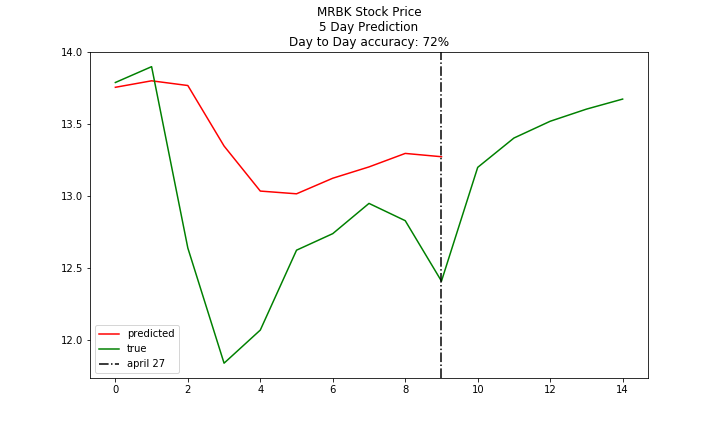 MRBK Stock Price
5 Day Prediction
Day to Day accuracy: 72%
14.0
13.5
13.0
12.5
12.0
predicted
true
april 27
0 2 4 6 8 10 12 14